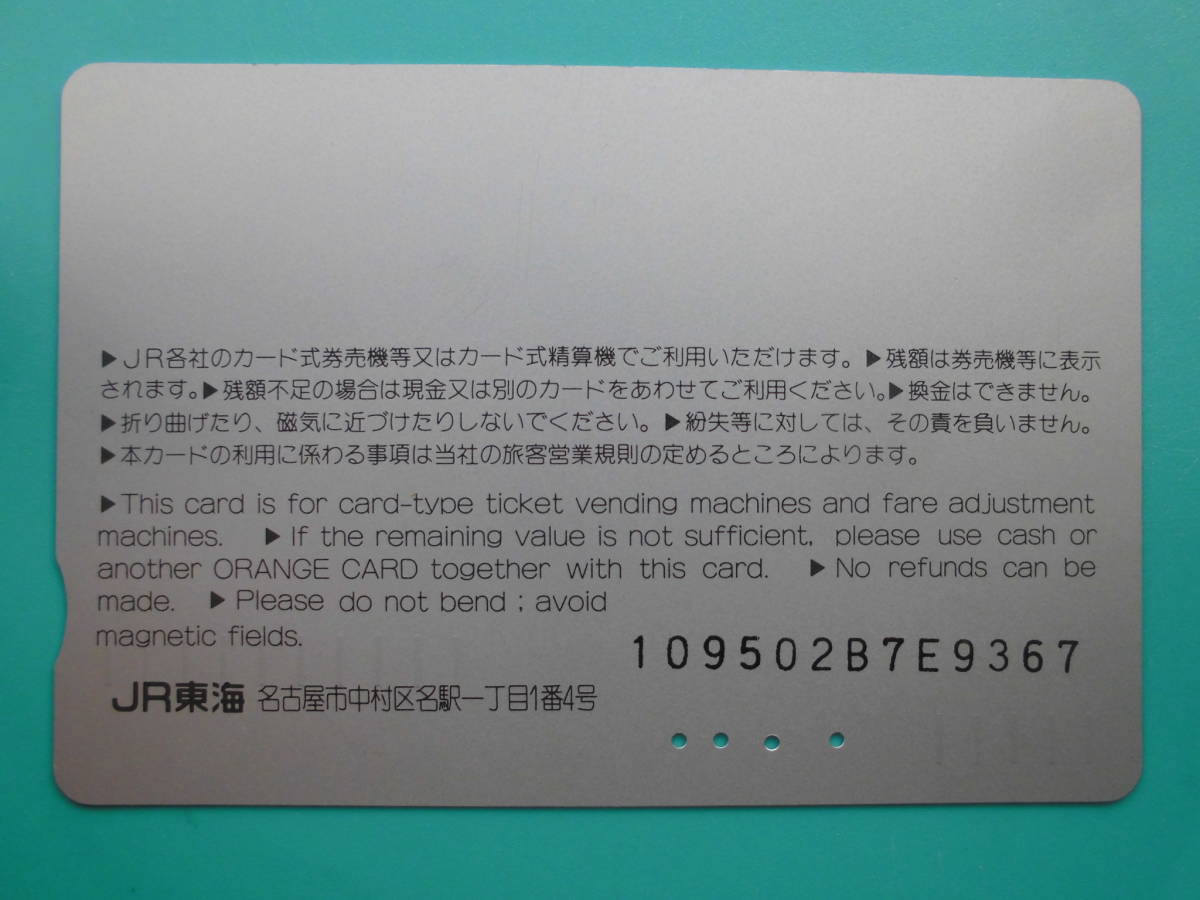 ▶JR各社のカード式券売機等又はカード式精算機でご利用いただけます。▶残額は券売機等に表示
されます。▶残額不足の場合は現金又は別のカードをあわせてご利用ください。▶換金はできません。
▶折り曲げたり、磁気に近づけたりしないでください。▶紛失等に対しては、その責を負いません。
▶本カードの利用に係わる事項は当社の旅客営業規則の定めるところによります。
▶This card is for card-type ticket vending machines and fare adjustment
machines. ▶If the remaining value is not sufficient, please use cash or
another ORANGE CARD together with this card. ▶No refunds can be
made. ▶Please do not bend ; avoid
magnetic fields.
109502B7E9367
JR東海 名古屋市中村区名駅一丁目1番4号